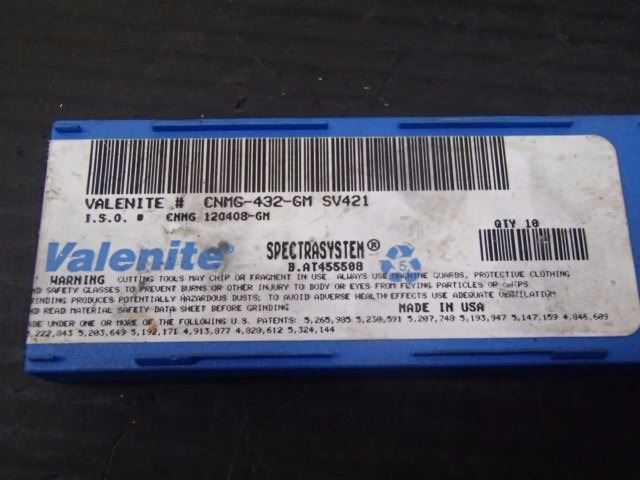 VALENITE # CNMG-432-GM SV421
I.S.O. # CNMG 120408-GM
QTY 10
Valenite® SPECTRASYSTEM®
5
B.AT455508
WARNING CUTTING TOOLS MAY CHIP OR FRAGMENT IN USE. ALWAYS USE MACHINE GUARDS, PROTECTIVE CLOTHING
ND SAFETY GLASSES TO PREVENT BURNS OR OTHER INJURY TO BODY OR EYES FROM FLYING PARTICLES OR CHIPS.
RINDING PRODUCES POTENTIALLY HAZARDOUS DUSTS; TO AVOID ADVERSE HEALTH EFFECTS USE ADEQUATE VENTILATION
ND READ MATERIAL SAFETY DATA SHEET BEFORE GRINDING
MADE IN USA
ADE UNDER ONE OR MORE OF THE FOLLOWING U.S. PATENTS: 5,265,985 5,230,591 5,207,748 5,193,947 5,147,159 4,846,609
,222,843 5,203,649 5,192,171 4,913,877 4,828,612 5,324,144